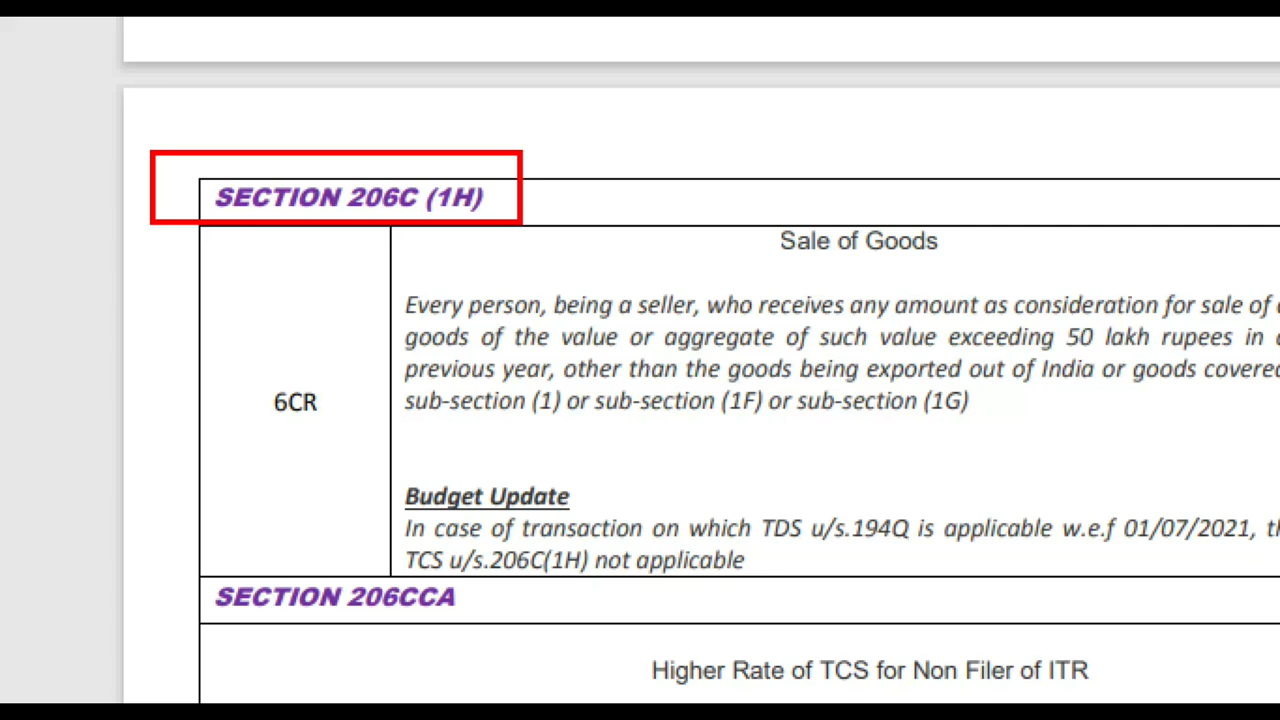 SECTION 206C (1H)
Sale of Goods
Every person, being a seller, who receives any amount as consideration for sale of
goods of the value or aggregate of such value exceeding 50 lakh rupees in
previous year, other than the goods being exported out of India or goods covered
sub-section (1) or sub-section (1F) or sub-section (1G)
6CR
Budget Update
In case of transaction on which TDS u/s.194Q is applicable w.e.f 01/07/2021,
TCS u/s.206C(1H) not applicable
SECTION 206CCA
Higher Rate of TCS for Non Filer of ITR